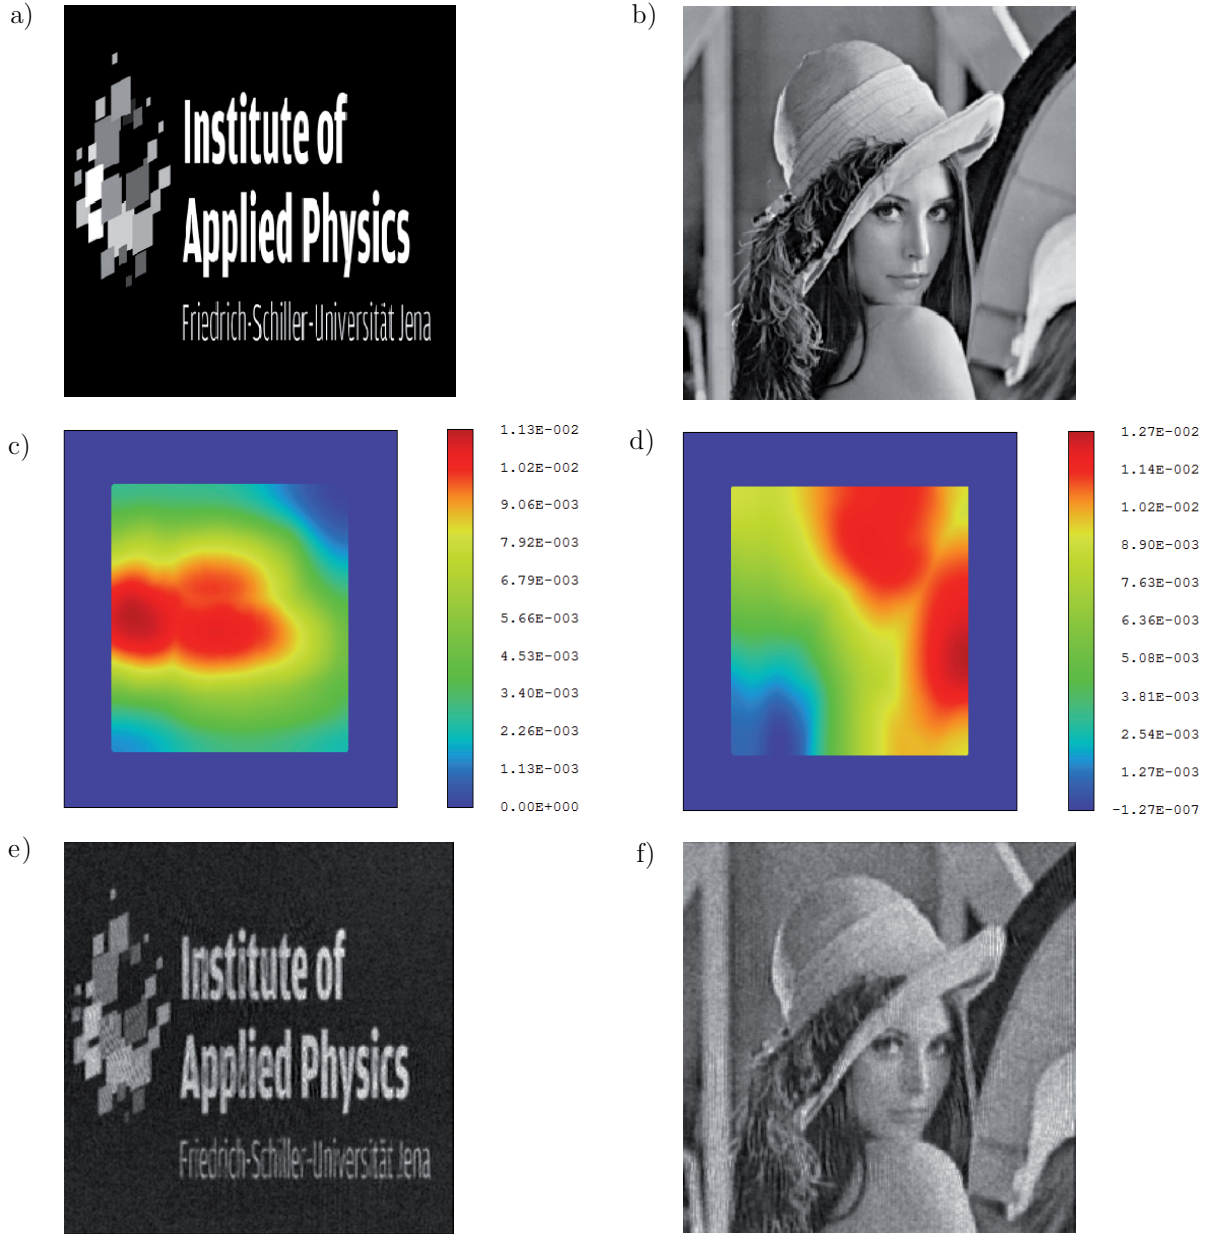 a)
Institute of
Applied Physics
Friedrich-Schiller-Universität Jena
b)
c)
1.13E-002
1.02E-002
9.06E-003
7.92E-003
6.79E-003
5.66E-003
4.53E-003
3.40E-003
2.26E-003
1.13E-003
0.00E+000
d)
1.27E-002
1.14E-002
1.02E-002
8.90E-003
7.63E-003
6.36E-003
5.08E-003
3.81E-003
2.54E-003
1.27E-003
-1.27E-007
e)
Institute of
Applied Physics
Friedrich-Schiller-Universität Jena
f)